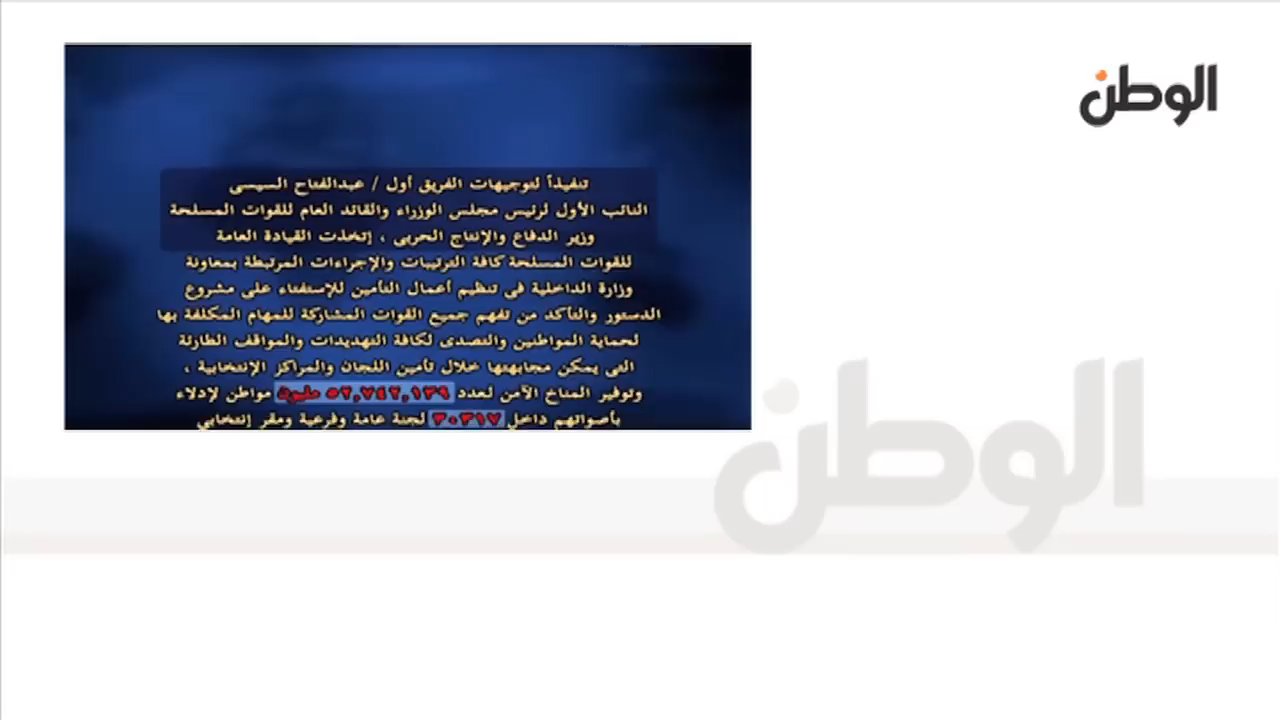 الوطن
تنفيذاً لتوجيهات الفريق أول / عبدالفتاح السيسى
النائب الأول لرئيس مجلس الوزراء والقائد العام للقوات المسلحة
وزير الدفاع والإنتاج الحربى ، إتخذت القيادة العامة
للقوات المسلحة كافة الترتيبات والإجراءات المرتبطة بمعاونة
وزارة الداخلية فى تنظيم أعمال التأمين للإستفتاء على مشروع
الدستور والتأكد من تفهم جميع القوات المشاركة للمهام المكلفة بها
لحماية المواطنين والتصدى لكافة التهديدات والمواقف الطارئة
التى يمكن مجابهتها خلال تأمين اللجان والمراكز الإنتخابية ،
وتوفير المناخ الآمن لعدد ٥٢,٧٤٢,١٣٩ مليون مواطن لإدلاء
بأصواتهم داخل ٣٠٣١٧ لجنة عامة وفرعية ومقر إنتخابي
الوطن